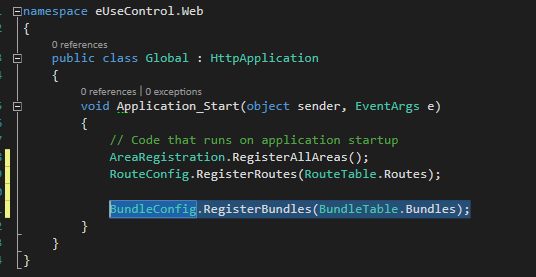 namespace eUseControl.Web
{
0 references
public class Global : HttpApplication
{
0 references | 0 exceptions
void Application_Start(object sender, EventArgs e)
{
// Code that runs on application startup
AreaRegistration.RegisterAllAreas();
RouteConfig.RegisterRoutes(RouteTable.Routes);
BundleConfig.RegisterBundles(BundleTable.Bundles);
}
}
}